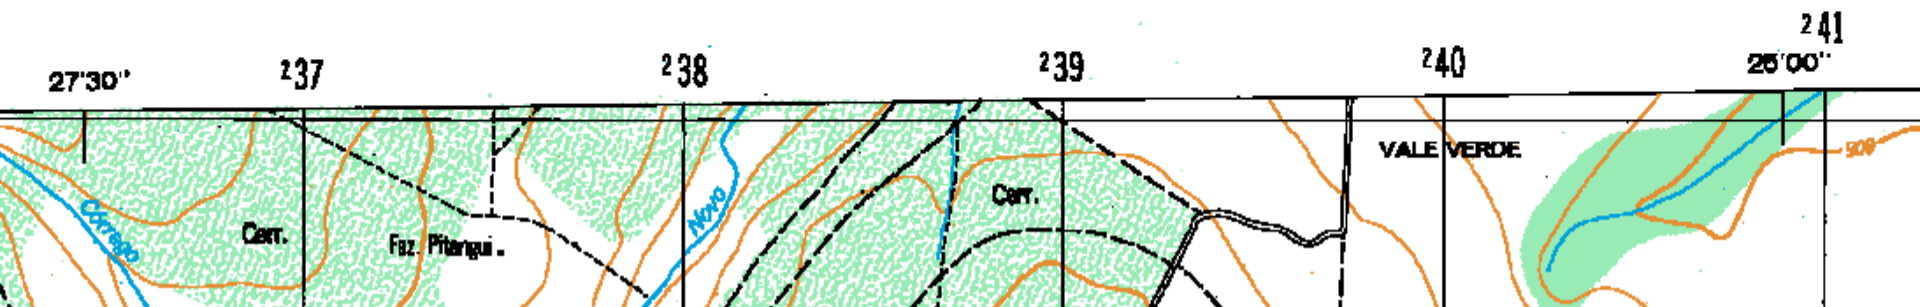 ²41
27'30" ²37 ²38 ²39 ²40 25'00"
VALE VERDE
900
Cerr.
Novo
Córrego
Cerr.
Faz. Pitangui.